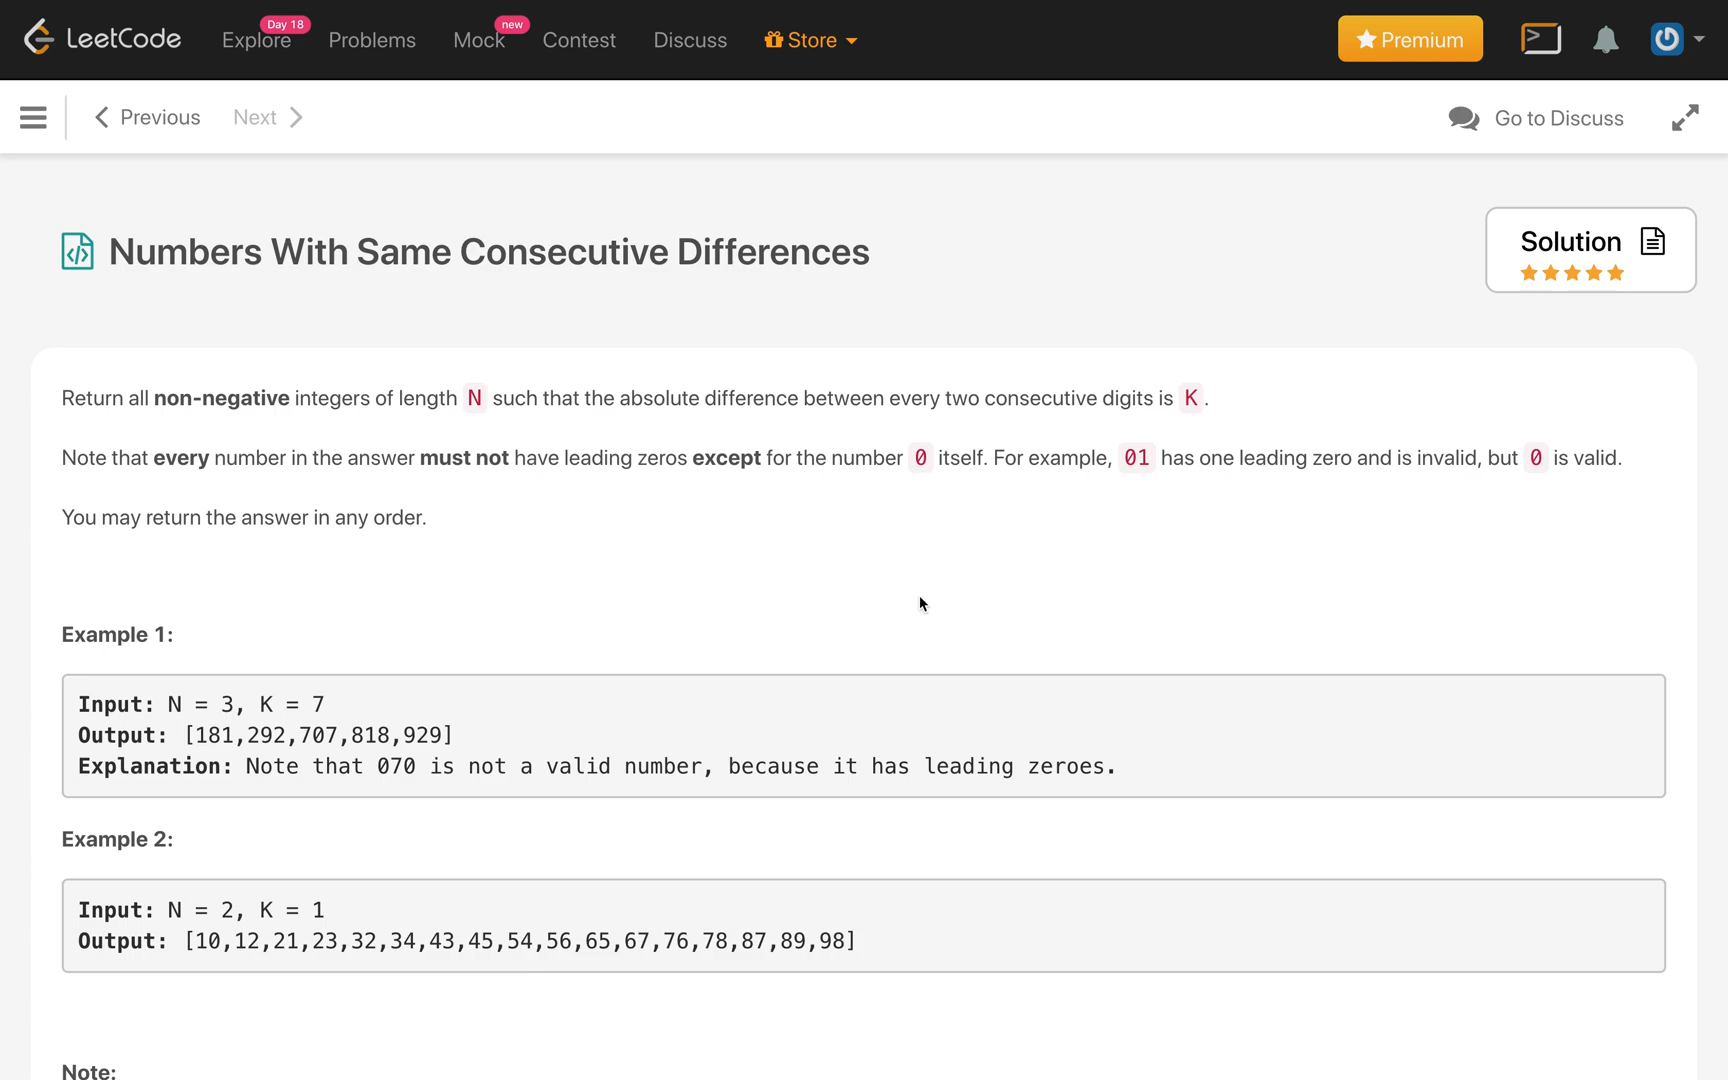 LeetCode Explore Day 18 Problems Mock new Contest Discuss Store Premium
Previous Next Go to Discuss
Numbers With Same Consecutive Differences
Solution
Return all non-negative integers of length N such that the absolute difference between every two consecutive digits is K.
Note that every number in the answer must not have leading zeros except for the number 0 itself. For example, 01 has one leading zero and is invalid, but 0 is valid.
You may return the answer in any order.
Example 1:
Input: N = 3, K = 7
Output: [181,292,707,818,929]
Explanation: Note that 070 is not a valid number, because it has leading zeroes.
Example 2:
Input: N = 2, K = 1
Output: [10,12,21,23,32,34,43,45,54,56,65,67,76,78,87,89,98]
Note: